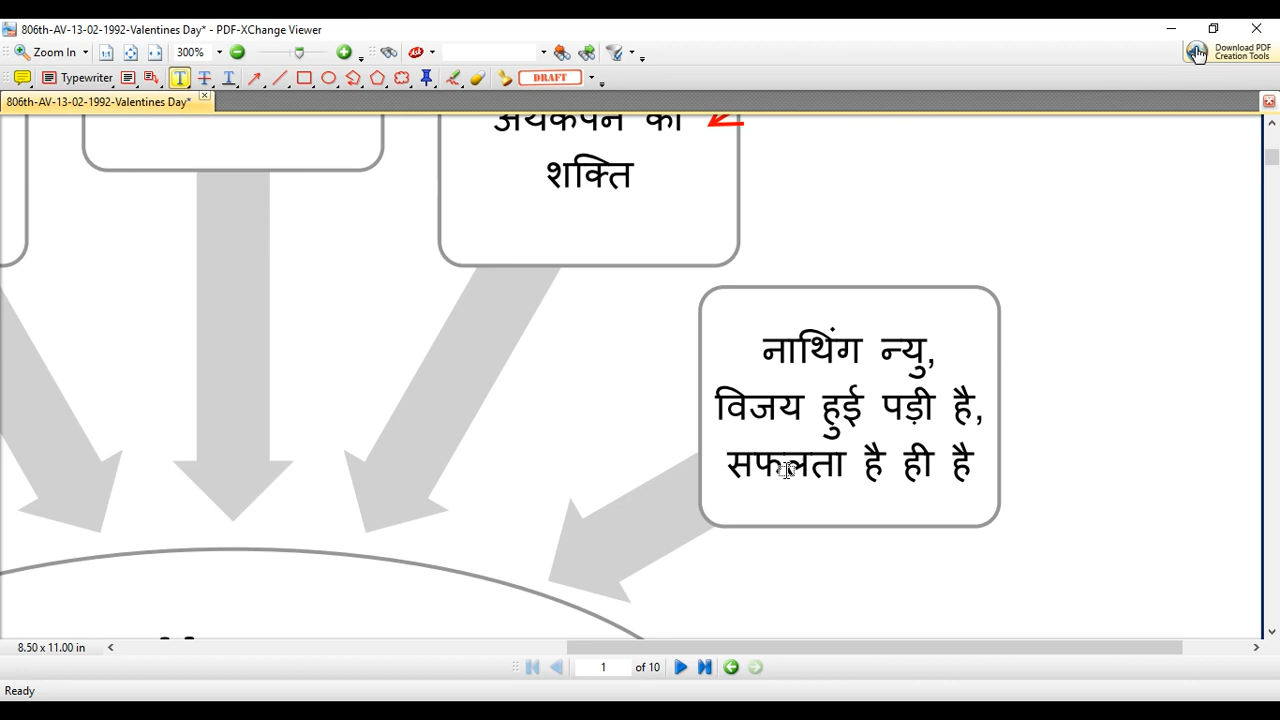 806th-AV-13-02-1992-Valentines Day* - PDF-XChange Viewer
Zoom In 300%
Download PDF
Creation Tools
Typewriter DRAFT
806th-AV-13-02-1992-Valentines Day*
शक्ति
नाथिंग न्यु,
विजय हुई पड़ी है,
सफलता है ही है
8.50 x 11.00 in
1 of 10
Ready